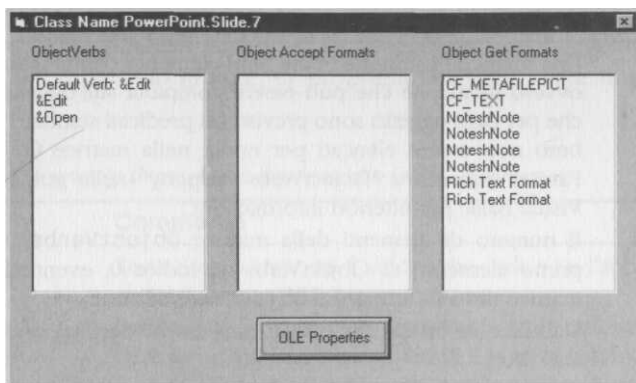 Class Name PowerPoint.Slide.7
ObjectVerbs
Object Accept Formats
Object Get Formats
Default Verb: &Edit
&Edit
&Open
CF_METAFILEPICT
CF_TEXT
NoteshNote
NoteshNote
NoteshNote
NoteshNote
Rich Text Format
Rich Text Format
OLE Properties